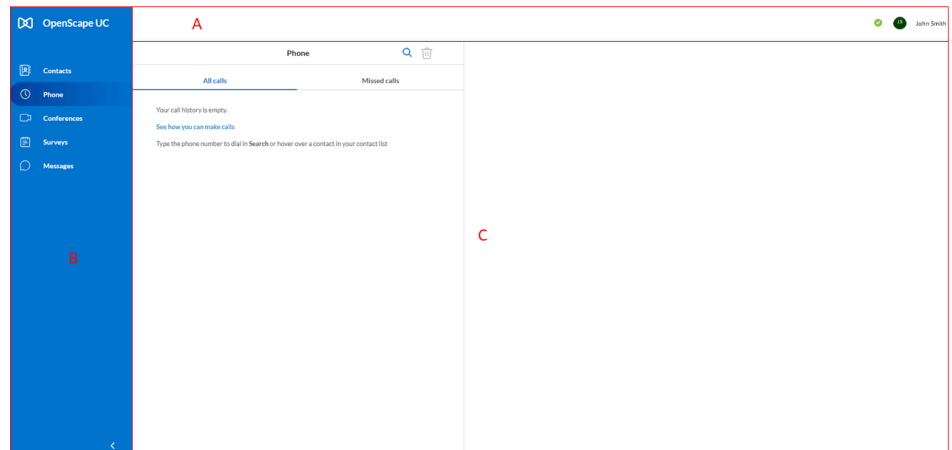 OpenScape UC
A
JS
John Smith
Contacts
Phone
Conferences
Surveys
Messages
B
Phone
All calls
Missed calls
Your call history is empty.
See how you can make calls
Type the phone number to dial in Search or hover over a contact in your contact list
C